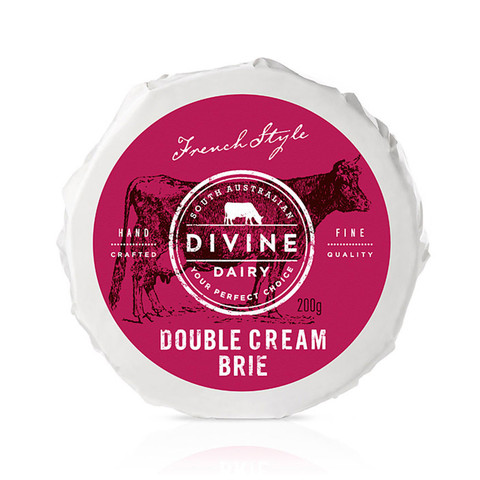 French Style
SOUTH AUSTRALIAN
HAND
CRAFTED
DIVINE
DAIRY
FINE
QUALITY
YOUR PERFECT CHOICE
200g
DOUBLE CREAM
BRIE